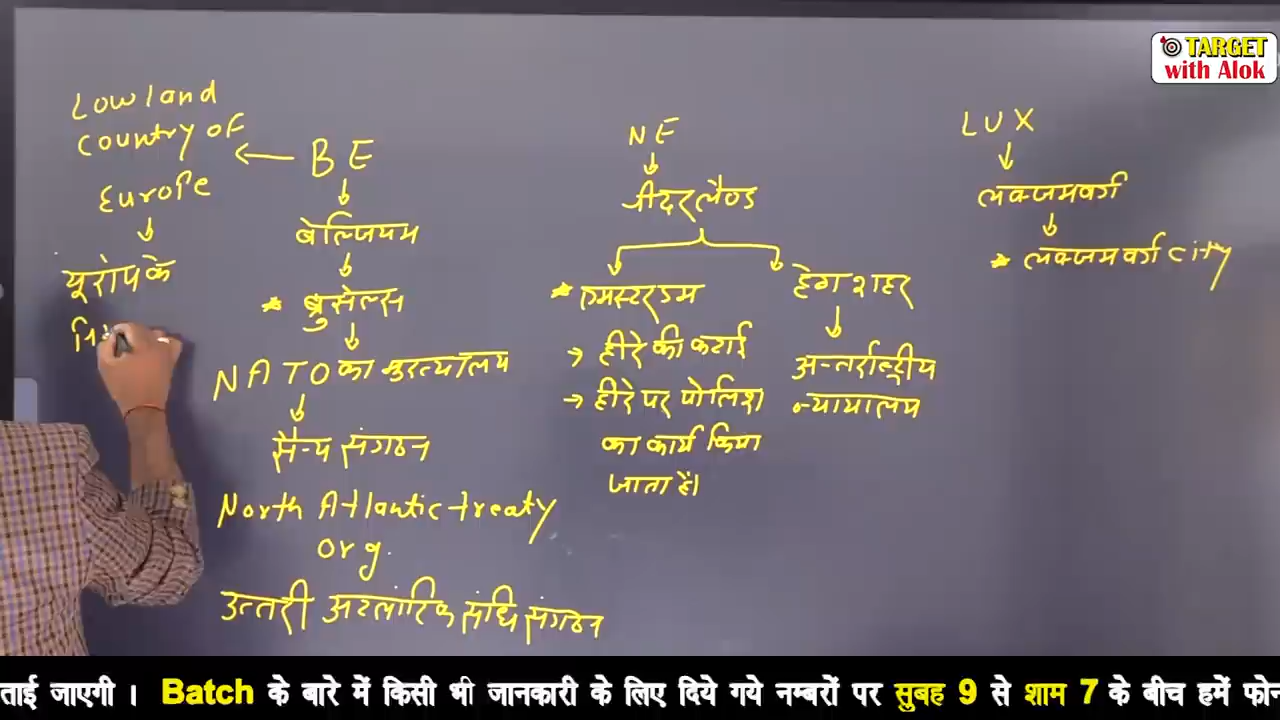 TARGET
with Alok
Lowland
country of
Europe
यूरोप के
BE
बेल्जियम
* ब्रुसेल्स
NATO का मुख्यालय
सैन्य संगठन
North Atlantic treaty
org.
उत्तरी अटलांटिक संधि संगठन
NE
नीदरलैण्ड
* एमस्टरडम
→ हीरे की कटाई
→ हीरे पर पोलिश
का कार्य किया
जाता है।
हेग शहर
अन्तर्राष्ट्रीय
न्यायालय
LUX
लक्जमबर्ग
* लक्जमबर्ग city
ताई जाएगी। Batch के बारे में किसी भी जानकारी के लिए दिये गये नम्बरों पर सुबह 9 से शाम 7 के बीच हमें फोन